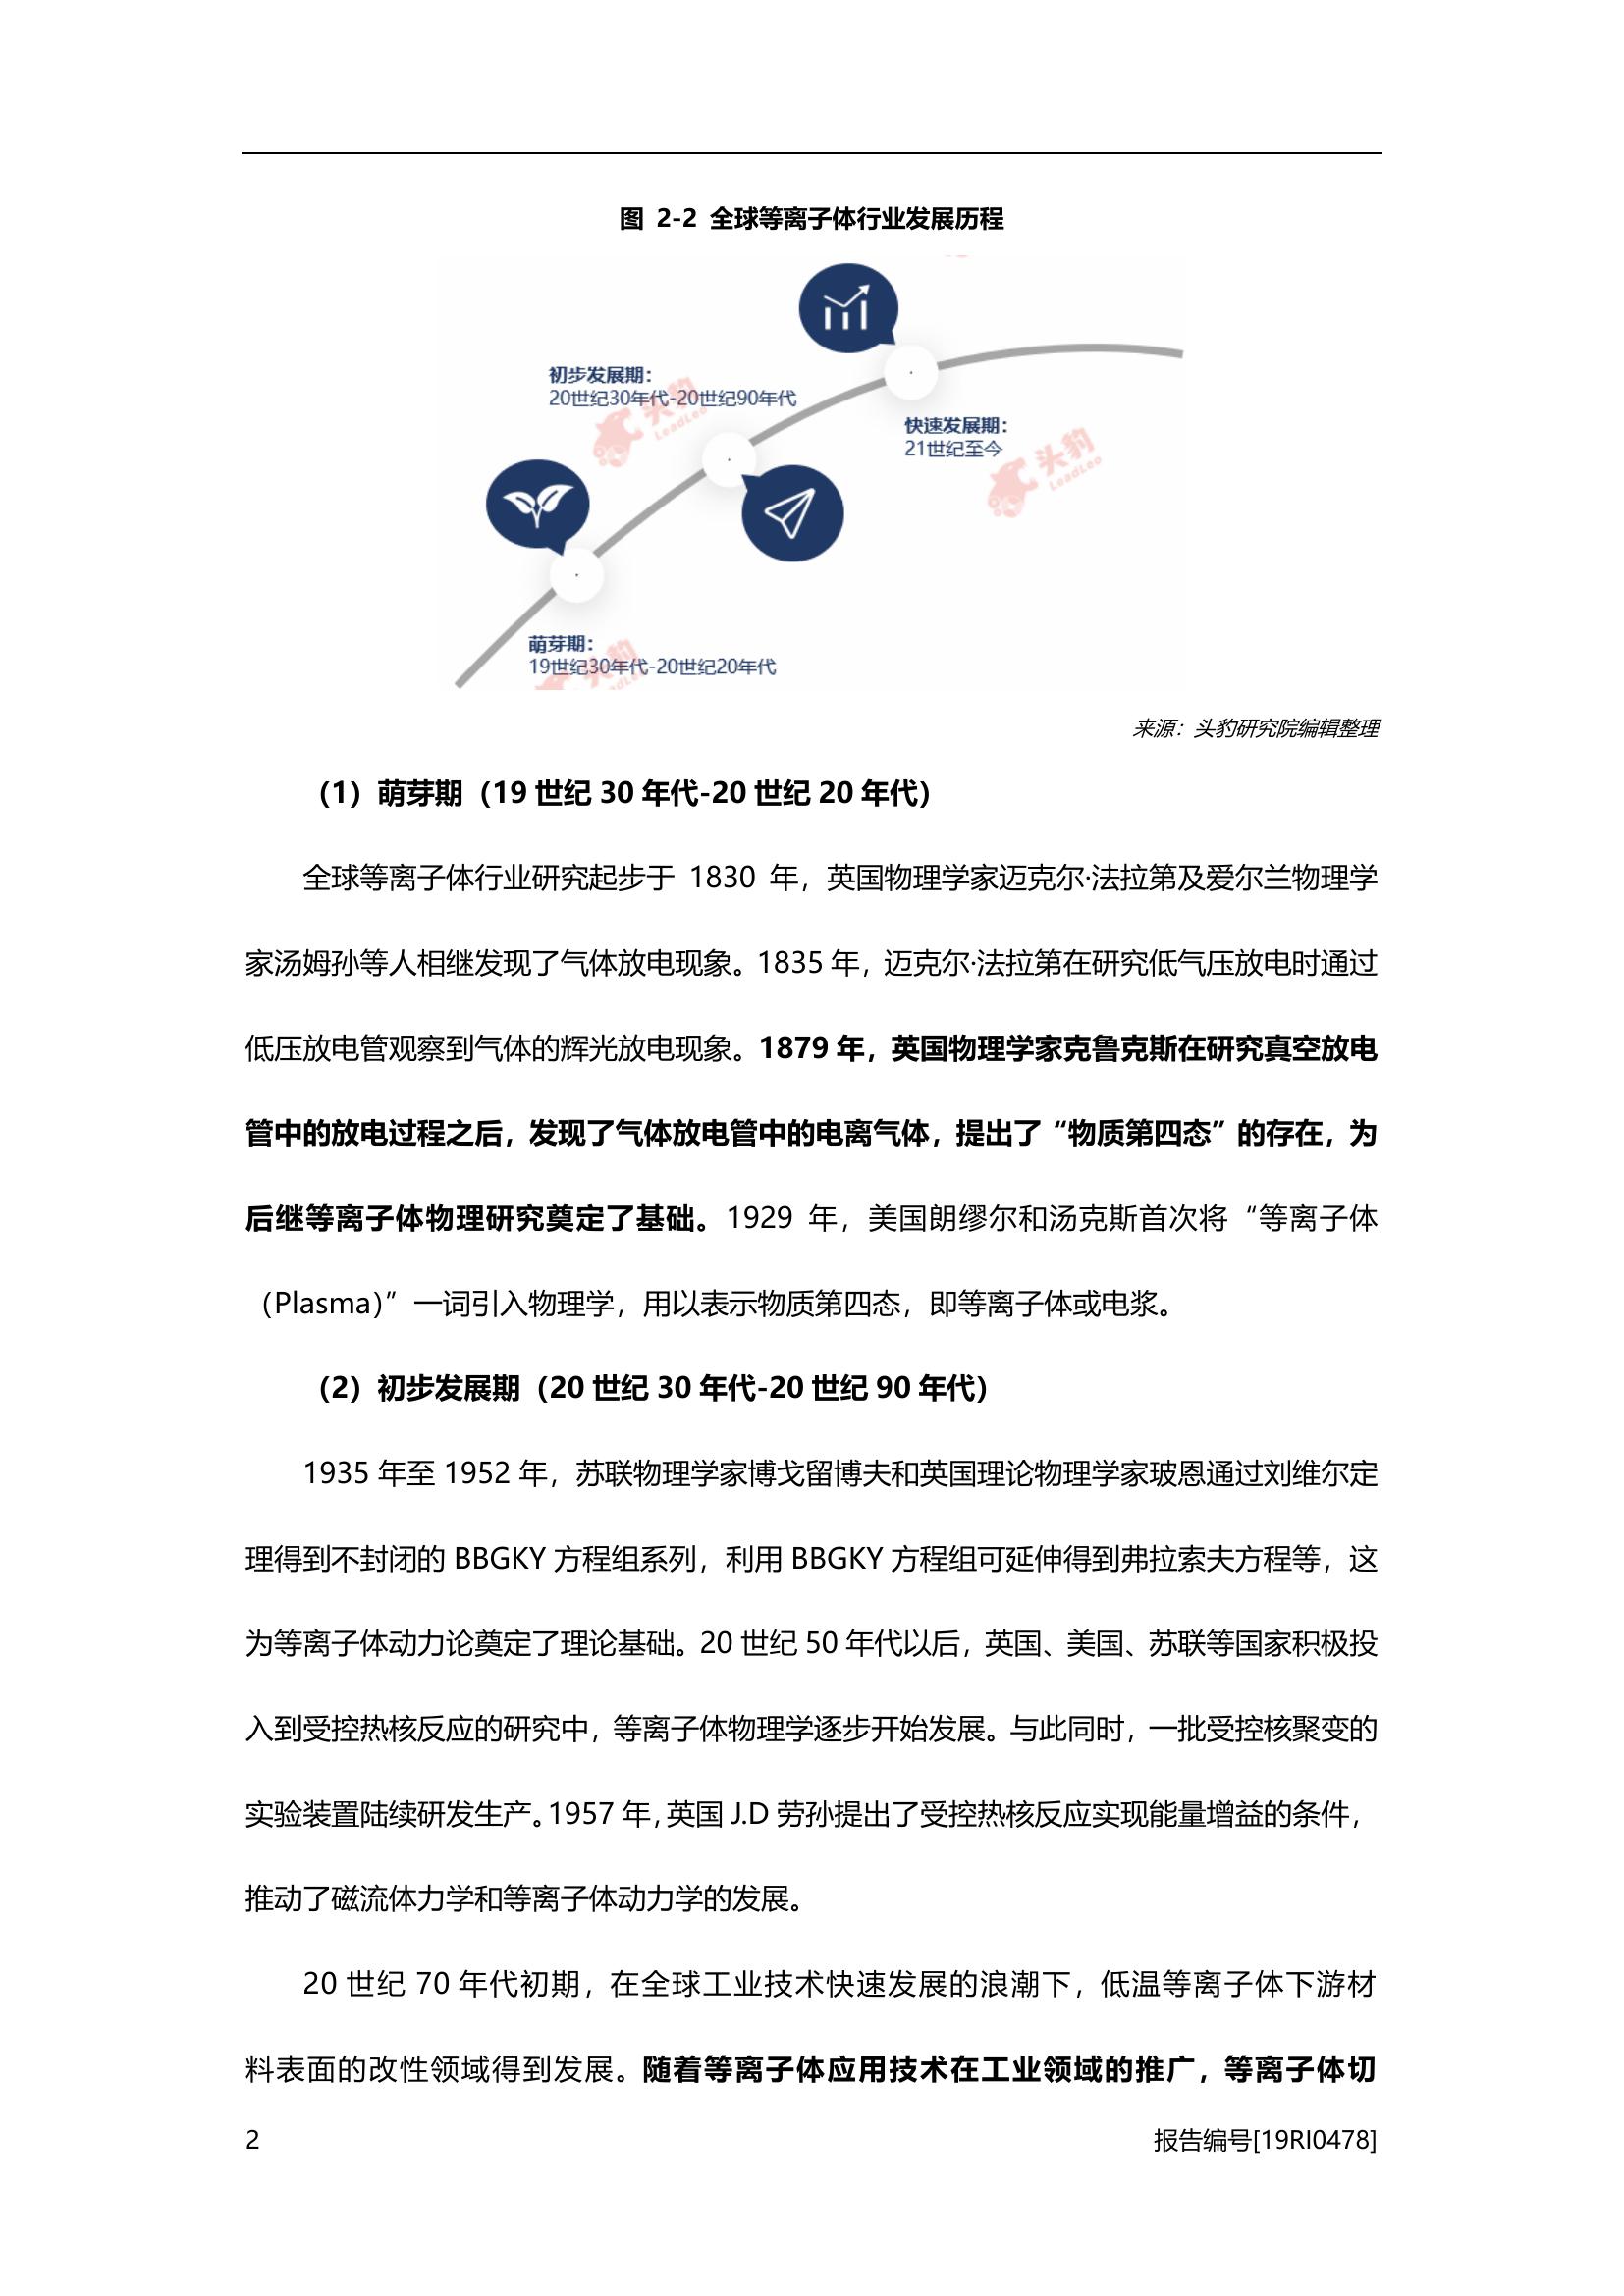 图 2-2 全球等离子体行业发展历程
初步发展期：
20世纪30年代-20世纪90年代
快速发展期：
21世纪至今
头豹
LeadLeo
头豹
LeadLeo
萌芽期：
19世纪30年代-20世纪20年代
头豹
来源：头豹研究院编辑整理
（1）萌芽期（19 世纪 30 年代-20 世纪 20 年代）
全球等离子体行业研究起步于 1830 年，英国物理学家迈克尔·法拉第及爱尔兰物理学
家汤姆孙等人相继发现了气体放电现象。1835 年，迈克尔·法拉第在研究低气压放电时通过
低压放电管观察到气体的辉光放电现象。1879 年，英国物理学家克鲁克斯在研究真空放电
管中的放电过程之后，发现了气体放电管中的电离气体，提出了“物质第四态”的存在，为
后继等离子体物理研究奠定了基础。1929 年，美国朗缪尔和汤克斯首次将“等离子体
（Plasma）”一词引入物理学，用以表示物质第四态，即等离子体或电浆。
（2）初步发展期（20 世纪 30 年代-20 世纪 90 年代）
1935 年至 1952 年，苏联物理学家博戈留博夫和英国理论物理学家玻恩通过刘维尔定
理得到不封闭的 BBGKY 方程组系列，利用 BBGKY 方程组可延伸得到弗拉索夫方程等，这
为等离子体动力论奠定了理论基础。20 世纪 50 年代以后，英国、美国、苏联等国家积极投
入到受控热核反应的研究中，等离子体物理学逐步开始发展。与此同时，一批受控核聚变的
实验装置陆续研发生产。1957 年，英国 J.D 劳孙提出了受控热核反应实现能量增益的条件，
推动了磁流体力学和等离子体动力学的发展。
20 世纪 70 年代初期，在全球工业技术快速发展的浪潮下，低温等离子体下游材
料表面的改性领域得到发展。随着等离子体应用技术在工业领域的推广，等离子体切
2
报告编号[19RI0478]